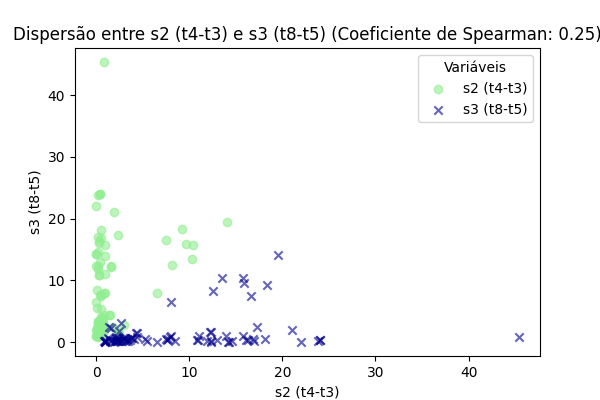 Dispersão entre s2 (t4-t3) e s3 (t8-t5) (Coeficiente de Spearman: 0.25)
Variáveis
s2 (t4-t3)
s3 (t8-t5)
s3 (t8-t5)
40
30
20
10
0
0 10 20 30 40
s2 (t4-t3)